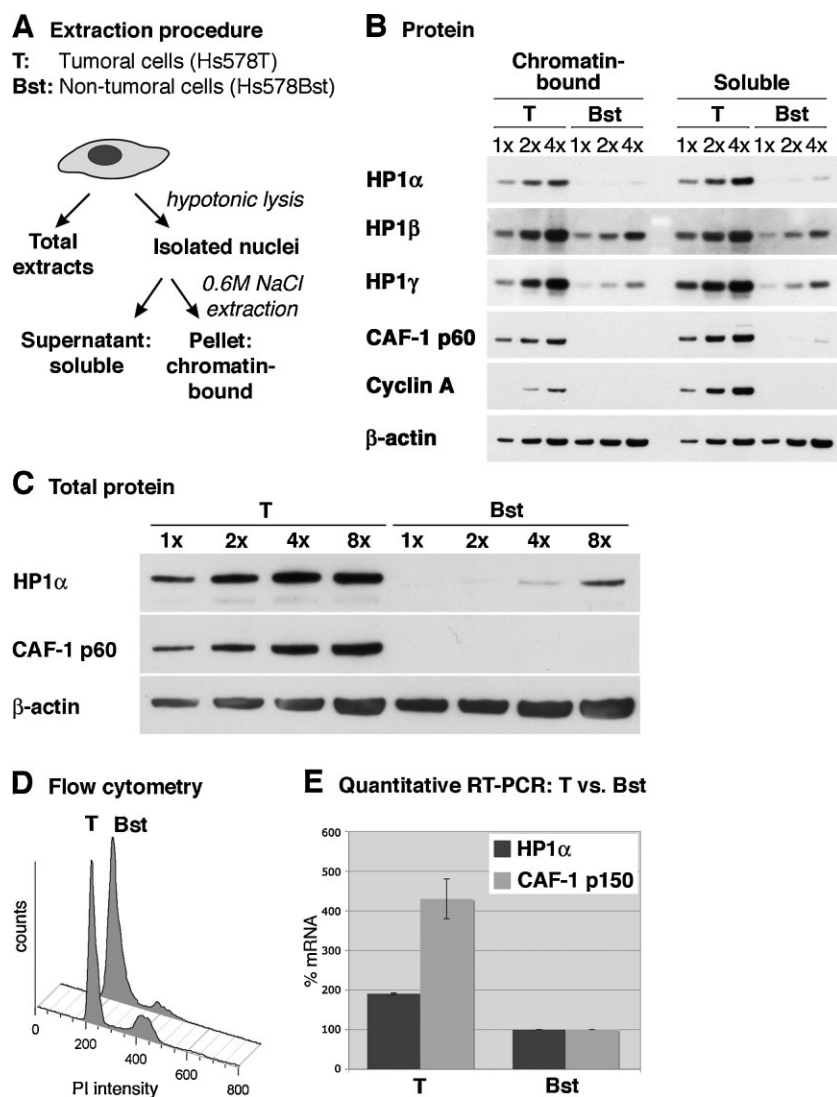 A Extraction procedure
T: Tumoral cells (Hs578T)
Bst: Non-tumoral cells (Hs578Bst)
hypotonic lysis
Total
extracts
Isolated nuclei
0.6M NaCl
extraction
Supernatant:
soluble
Pellet:
chromatin-
bound
B Protein
Chromatin-
bound
Soluble
T Bst T Bst
1x 2x 4x 1x 2x 4x 1x 2x 4x 1x 2x 4x
HP1α
HP1β
HP1γ
CAF-1 p60
Cyclin A
β-actin
C Total protein
T Bst
1x 2x 4x 8x 1x 2x 4x 8x
HP1α
CAF-1 p60
β-actin
D Flow cytometry
T Bst
counts
0 200 400 600 800
PI intensity
E Quantitative RT-PCR: T vs. Bst
HP1α
CAF-1 p150
% mRNA
600
500
400
300
200
100
0
T Bst